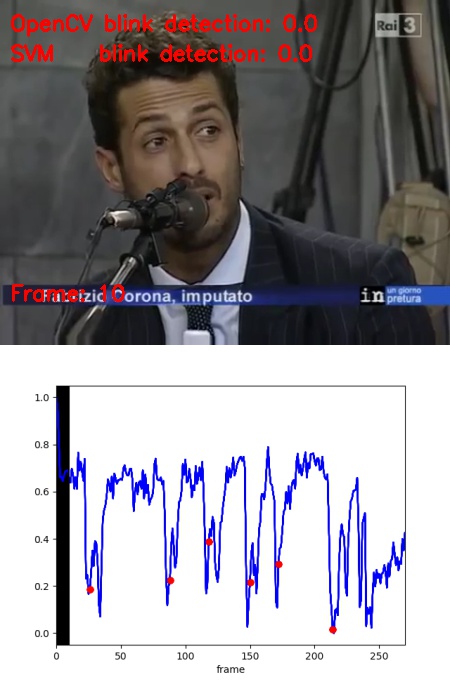 OpenCV blink detection: 0.0
SVM blink detection: 0.0
Rai 3
Frame: 10
Fabrizio Corona, imputato
in un giorno
pretura
1.0
0.8
0.6
0.4
0.2
0.0
0 50 100 150 200 250
frame